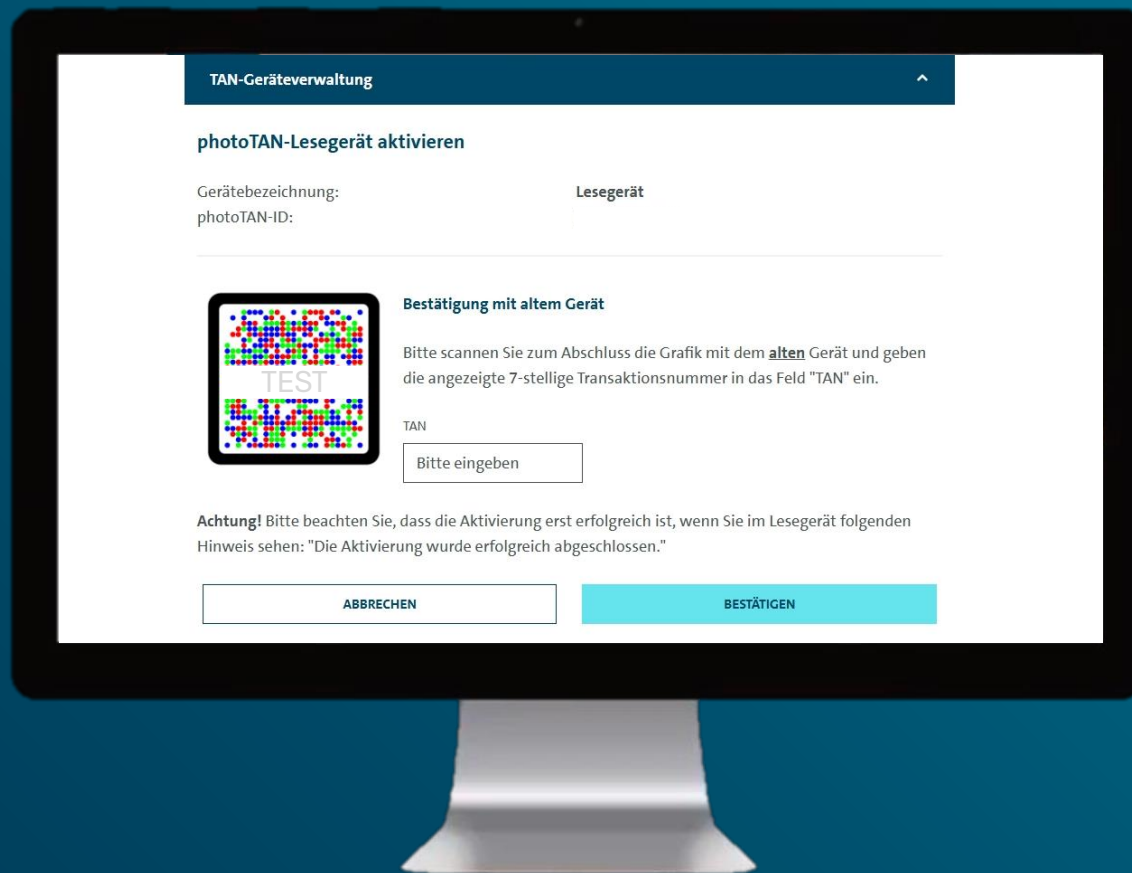 TAN-Geräteverwaltung
photoTAN-Lesegerät aktivieren
Gerätebezeichnung: Lesegerät
photoTAN-ID:
Bestätigung mit altem Gerät
Bitte scannen Sie zum Abschluss die Grafik mit dem alten Gerät und geben
die angezeigte 7-stellige Transaktionsnummer in das Feld "TAN" ein.
TEST
TAN
Bitte eingeben
Achtung! Bitte beachten Sie, dass die Aktivierung erst erfolgreich ist, wenn Sie im Lesegerät folgenden
Hinweis sehen: "Die Aktivierung wurde erfolgreich abgeschlossen."
ABBRECHEN
BESTÄTIGEN